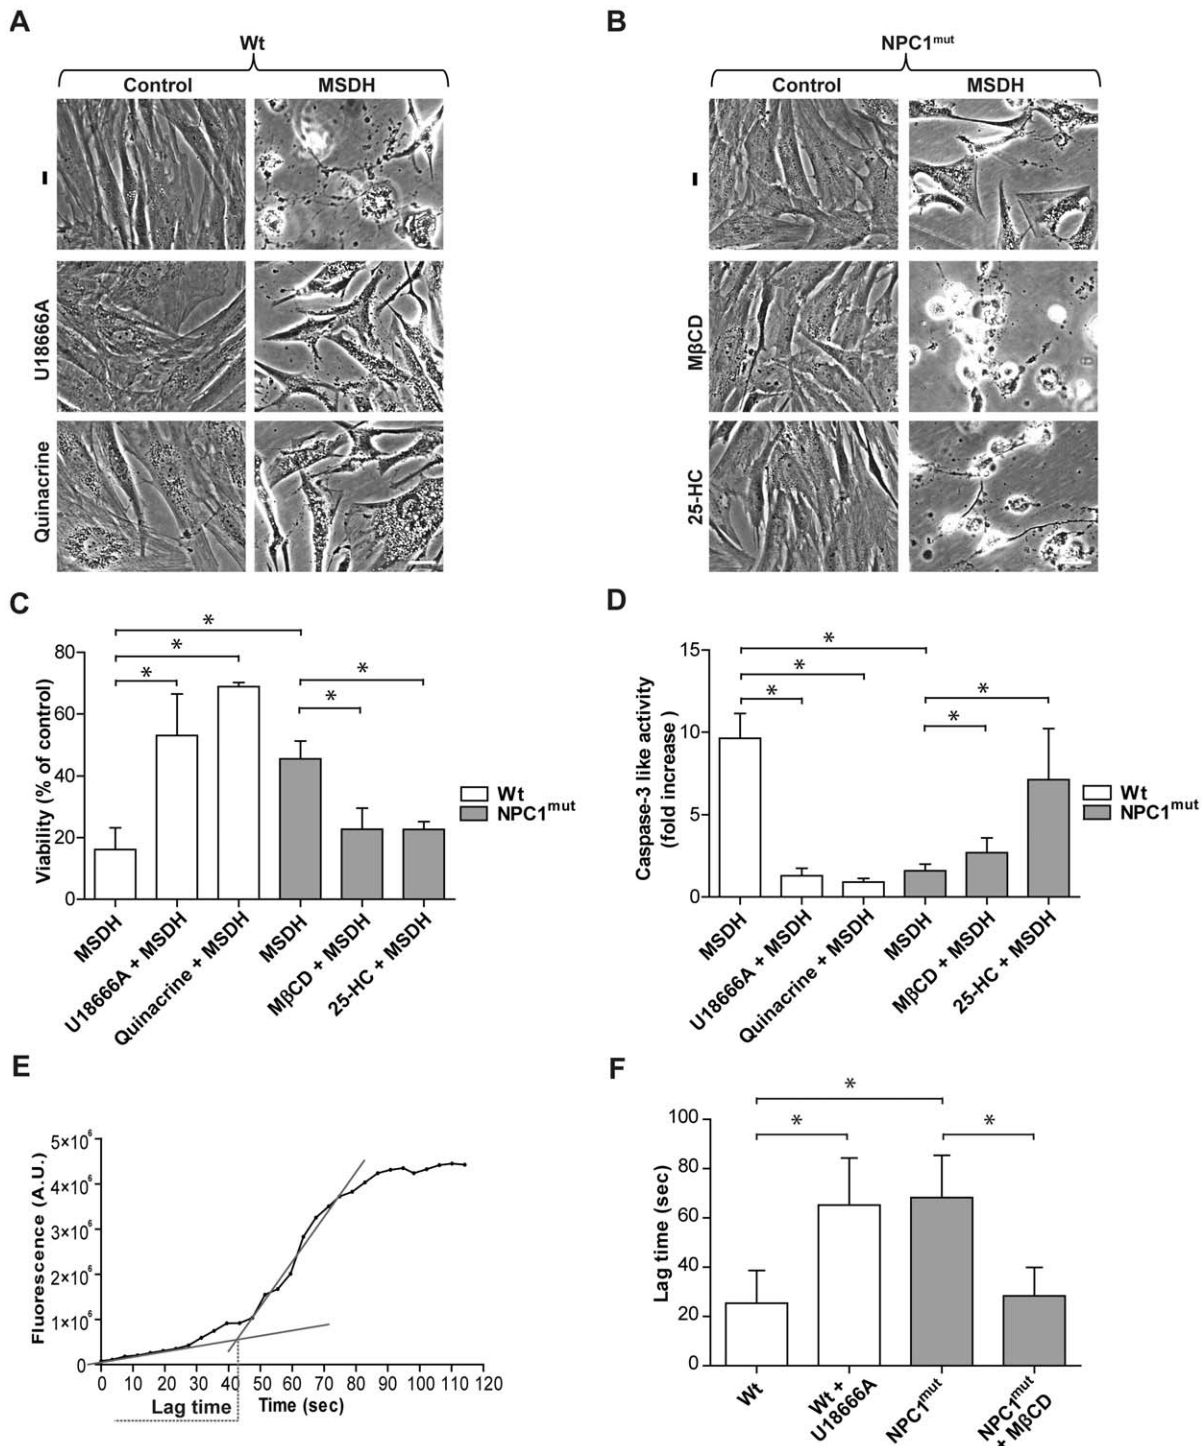 A
Wt
Control MSDH
-
U18666A
Quinacrine
B
NPC1mut
Control MSDH
-
MβCD
25-HC
C
*
*
*
*
*
80
60
40
20
0
Viability (% of control)
MSDH
U18666A + MSDH
Quinacrine + MSDH
MSDH
MβCD + MSDH
25-HC + MSDH
Wt
NPC1mut
D
*
*
*
*
*
15
10
5
0
Caspase-3 like activity
(fold increase )
MSDH
U18666A + MSDH
Quinacrine + MSDH
MSDH
MβCD + MSDH
25-HC + MSDH
Wt
NPC1mut
E
5×10⁶
4×10⁶
3×10⁶
2×10⁶
1×10⁶
0
Fluorescence (A.U.)
0 10 20 30 40 50 60 70 80 90 100 110 120
Lag time Time (sec)
F
*
*
*
100
80
60
40
20
0
Lag time (sec)
Wt
Wt +
U18666A
NPC1mut
NPC1mut
+ MβCD